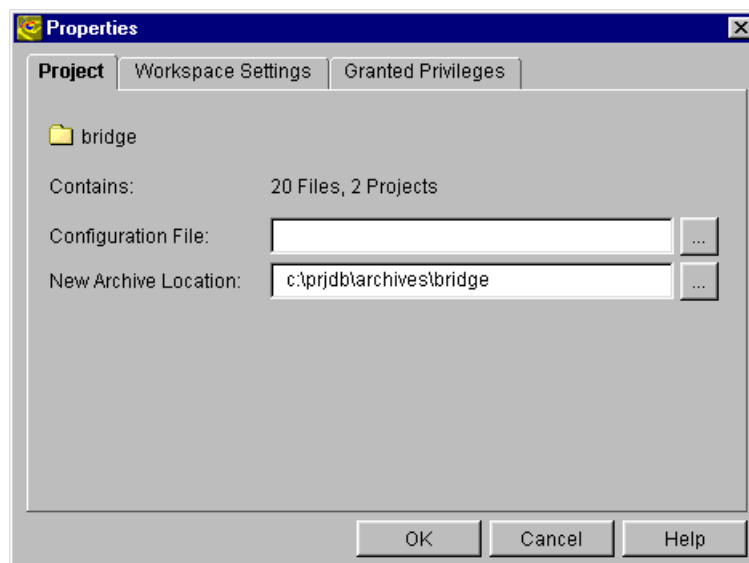 Properties
Project Workspace Settings Granted Privileges
bridge
Contains: 20 Files, 2 Projects
Configuration File: ...
New Archive Location: c:\prjdb\archives\bridge ...
OK Cancel Help